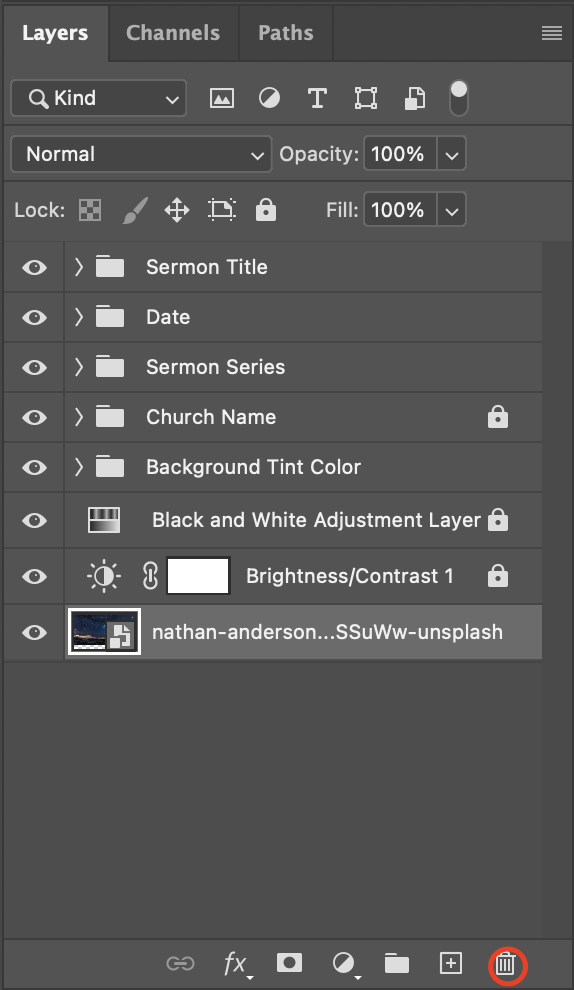 Layers Channels Paths
Kind
Normal Opacity: 100%
Lock: Fill: 100%
Sermon Title
Date
Sermon Series
Church Name
Background Tint Color
Black and White Adjustment Layer
Brightness/Contrast 1
nathan-anderson...SSuWw-unsplash
fx